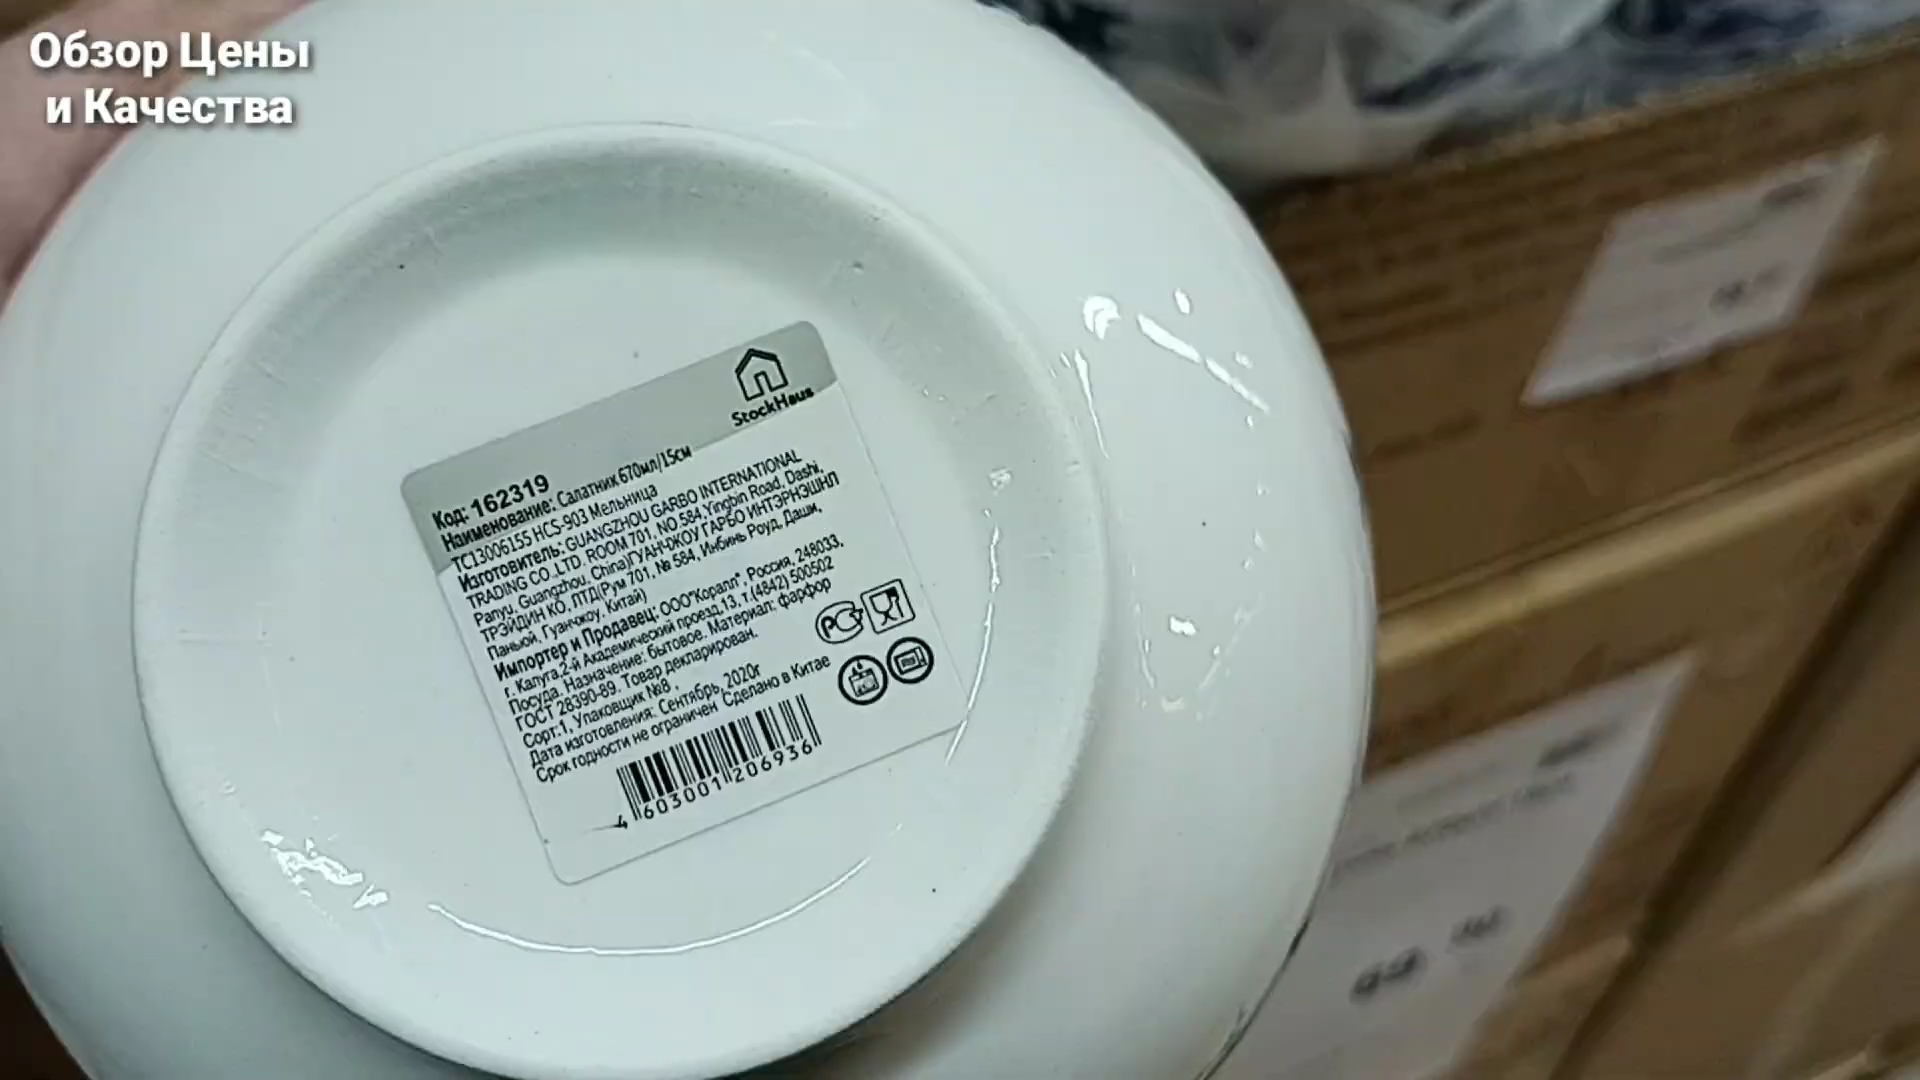 Обзор Цены
и Качества
StockHaus
Код: 162319
Наименование: Салатник 670мл/15см
TC13006155 HCS-903 Мельница
Изготовитель: GUANGZHOU GARBO INTERNATIONAL
TRADING CO.,LTD. ROOM 701, NO.584,Yingbin Road, Dashi,
Panyu, Guangzhou, China)ГУАНЧЖОУ ГАРБО ИНТЭРНЭШНЛ
ТРЭЙДИН КО, ЛТД(Рум 701, № 584, Инбинь Роуд, Даши,
Паньюй, Гуанчжоу, Китай)
Импортер и Продавец: ООО"Коралл", Россия, 248033,
г. Калуга,2-й Академический проезд,13, т.(4842) 500502
Посуда. Назначение: бытовое. Материал: фарфор
ГОСТ 28390-89. Товар декларирован.
Сорт:1, Упаковщик №8 ,
Дата изготовления: Сентябрь, 2020г
Срок годности не ограничен Сделано в Китае
РСТ
4 603001 206936